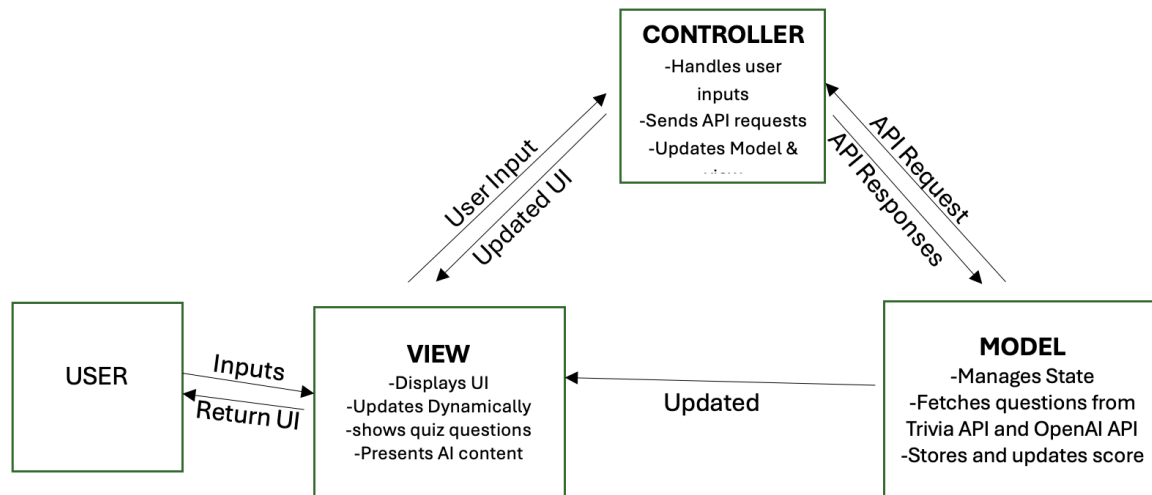 CONTROLLER
-Handles user
inputs
-Sends API requests
-Updates Model &
User Input
Updated UI
API Request
API Responses
USER
Inputs
Return UI
VIEW
-Displays UI
-Updates Dynamically
-shows quiz questions
-Presents AI content
Updated
MODEL
-Manages State
-Fetches questions from
Trivia API and OpenAI API
-Stores and updates score